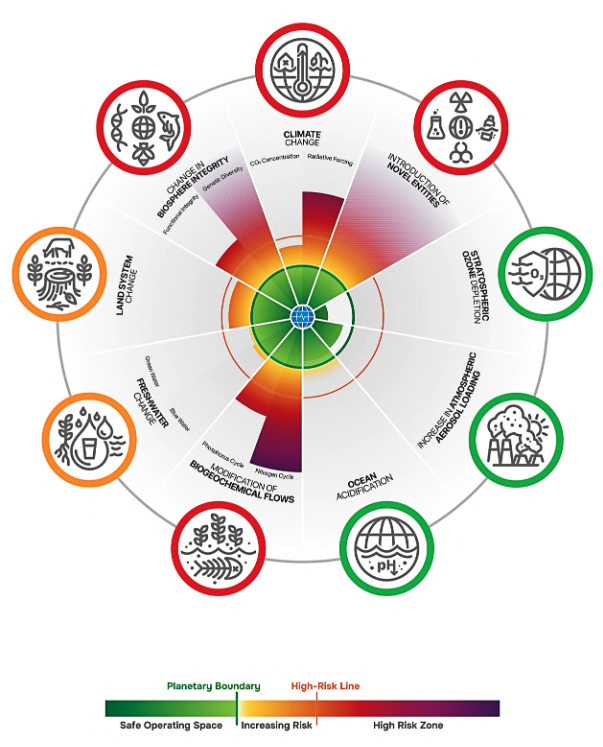 CLIMATE
CHANGE
CO₂ Concentration
Radiative Forcing
INTRODUCTION OF
NOVEL ENTITIES
STRATOSPHERIC
OZONE DEPLETION
O₃
INCREASE IN ATMOSPHERIC
AEROSOL LOADING
OCEAN
ACIDIFICATION
pH
MODIFICATION OF
BIOGEOCHEMICAL FLOWS
Phosphorus Cycle
Nitrogen Cycle
FRESHWATER
CHANGE
Green Water
Blue Water
LAND SYSTEM
CHANGE
CHANGE IN
BIOSPHERE INTEGRITY
Functional Integrity
Genetic Diversity
Planetary Boundary
High-Risk Line
Safe Operating Space
Increasing Risk
High Risk Zone